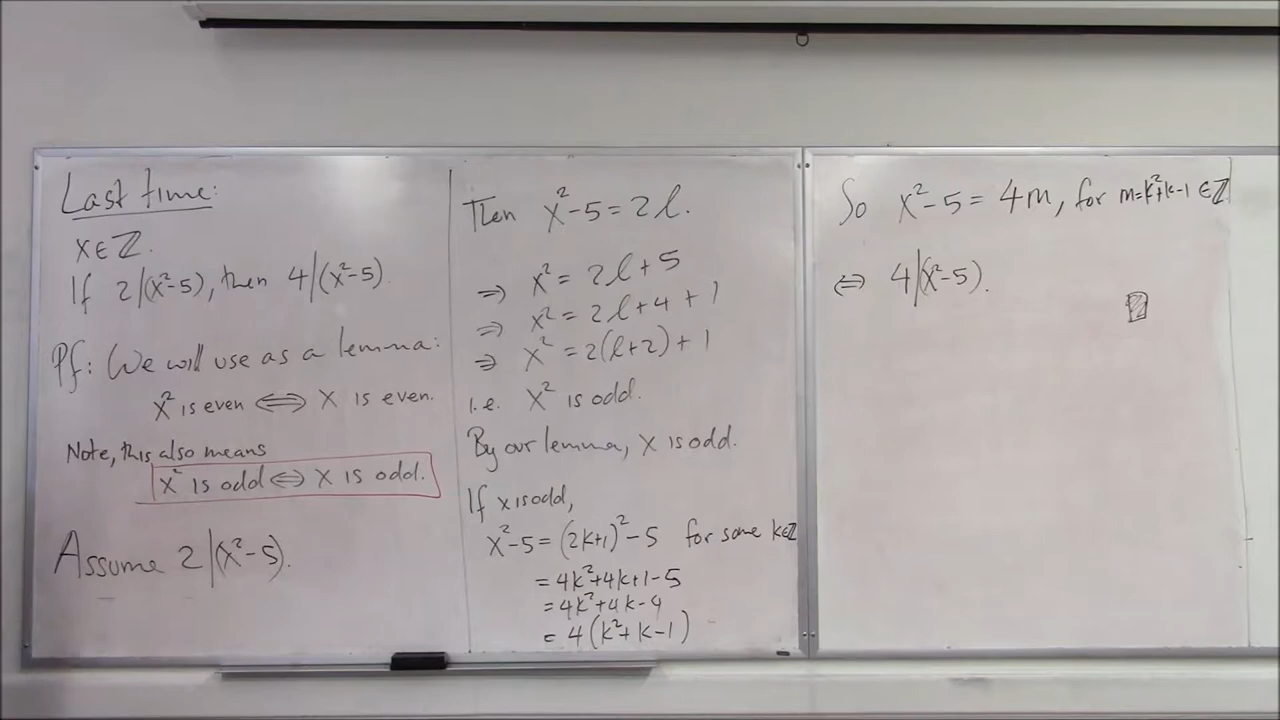 Last time:
x∈ℤ.
If 2|(x²-5), then 4|(x²-5)
Pf: We will use as a lemma:
x² is even ⟺ x is even.
Note, this also means
x² is odd ⟺ x is odd.
Assume 2|(x²-5).
Then x²-5=2l.
⇒ x² = 2l+5
⇒ x² = 2l+4+1
⇒ x² = 2(l+2)+1
i.e. x² is odd.
By our lemma, x is odd.
If x is odd,
x²-5=(2k+1)²-5 for some k∈ℤ
=4k²+4k+1-5
=4k²+4k-4
= 4(k²+k-1)
So x²-5=4m, for m=k²+k-1∈ℤ
⇔ 4|(x²-5).